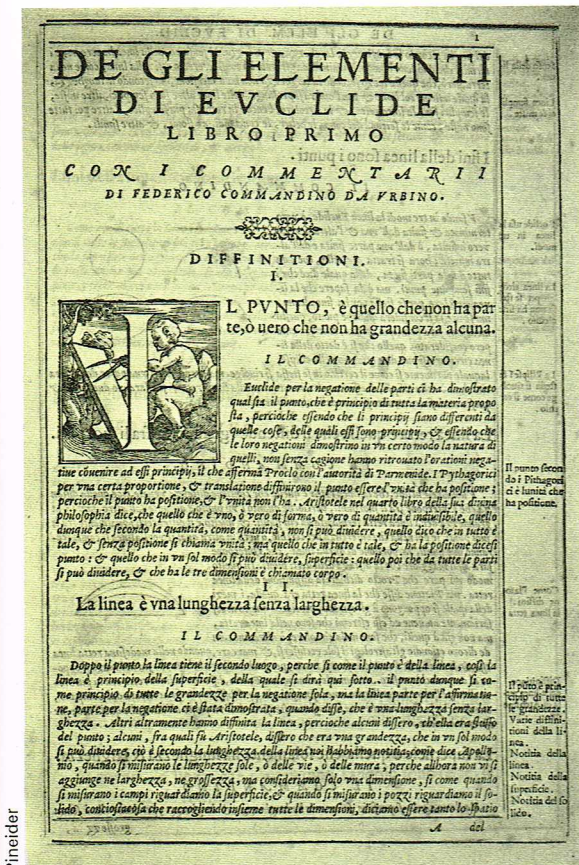 1
DE GLI ELEMENTI
DI EVCLIDE
LIBRO PRIMO
CON I COMMENTARII
DI FEDERICO COMMANDINO DA VRBINO.
DIFFINITIONI.
I.
IL PVNTO, è quello che non ha par
te, ò uero che non ha grandezza alcuna.
IL COMMANDINO.
Euclide per la negatione delle parti ci ha dimostrato
qual sia il punto, che è principio di tutta la materia propo
sta, percioche essendo che li principij siano differenti da
quelle cose, delle quali essi sono principij, & essendo che
le loro negationi dimostrino in vn certo modo la natura di
quelli, non senza cagione hanno ritrouato l'orationi nega-
tiue cõuenire ad essi principij, il che afferma Proclo con l'autorità di Parmenide. I Pythagorici
per vna certa proportione, & translatione diffinirono il punto essere l'vnità che ha positione;
percioche il punto ha positione, & l'vnità non l'ha. Aristotele nel quarto libro della sua diuina
philosophia dice, che quello che è vno, ò vero di forma, ò vero di quantità è indiuisibile, quello
dunque che secondo la quantità, come quantità, non si può diuidere, quello dico che in tutto è
tale, & senza positione si chiama vnità; ma quello che in tutto è tale, & ha la positione dicesi
punto: & quello che in vn sol modo si può diuidere, superficie: quello poi che da tutte le parti
si può diuidere, & che ha le tre dimensioni è chiamato corpo.
II.
La linea è vna lunghezza senza larghezza.
IL COMMANDINO.
Doppo il punto la linea tiene il secondo luogo, perche si come il punto è della linea, così la
linea è principio della superficie, della quale si dirà quì sotto. il punto dunque si co-
me principio di tutte le grandezze per la negatione sola, ma la linea parte per l'affirmatio
ne, parte per la negatione ci è stata dimostrata, quando disse, che è vna lunghezza senza lar-
ghezza. Altri altramente hanno diffinita la linea, percioche alcuni dissero, ch'ella era flusso
del punto; alcuni, fra quali fu Aristotele, dissero che era vna grandezza, che in vn sol modo
si può diuidere, ciò è secondo la lunghezza. della linea noi habbiamo notitia, come dice Apollo-
nio, quando si misurano le lunghezze sole, ò delle vie, ò delle mura; perche allhora non vi si
aggiunge ne larghezza, ne grossezza, ma consideriamo solo vna dimensione, si come quando
si misurano i campi riguardiamo la superficie, & quando si misurano i pozzi riguardiamo il so-
lido, conciosiacosa che raccogliendo insieme tutte le dimensioni, diciamo essere tanto lo spatio
A del
Il punto secon
do i Pithagori
ci è lunità che
ha positione.
Il pũto è prin-
cipio di tutte
le grandezze.
Varie diffini-
tioni della li-
nea.
Notitia della
linea.
Notitia della
superficie.
Notitia del so
lido.
Pineider